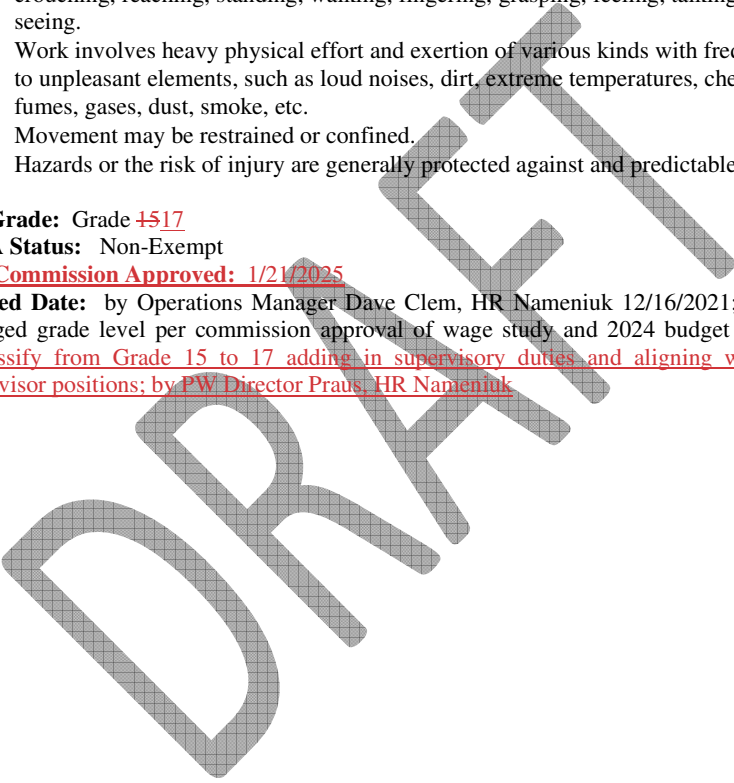 crouching, reaching, standing, walking, fingering, grasping, feeling, talking
seeing.
Work involves heavy physical effort and exertion of various kinds with
to unpleasant elements, such as loud noises, dirt, extreme temperatures,
fumes, gases, dust, smoke, etc.
Movement may be restrained or confined.
Hazards or the risk of injury are generally protected against and predictable
Grade: Grade 1517
Status: Non-Exempt
Commission Approved: 1/21/2025
ed Date: by Operations Manager Dave Clem, HR Nameniuk 12/16/2021;
ged grade level per commission approval of wage study and 2024 budget
ssify from Grade 15 to 17 adding in supervisory duties and aligning w
visor positions; by PW Director Praus, HR Nameniuk
DRAFT